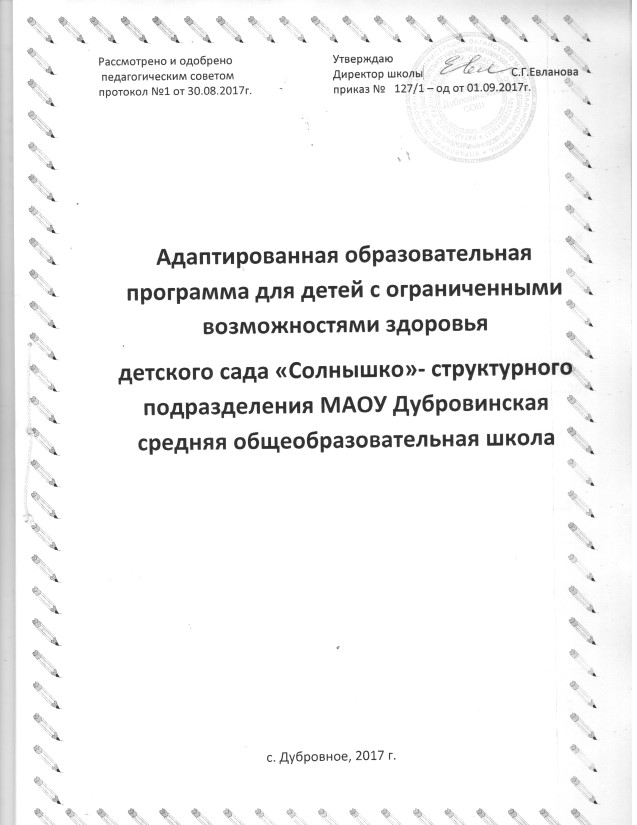 Рассмотрено и одобрено
педагогическим советом
протокол №1 от 30.08.2017г.
Утверждаю
Директор школы С.Г.Евланова
приказ № 127/1 – од от 01.09.2017г.
Адаптированная образовательная
программа для детей с ограниченными
возможностями здоровья
детского сада «Солнышко»- структурного
подразделения МАОУ Дубровинская
средняя общеобразовательная школа
с. Дубровное, 2017 г.